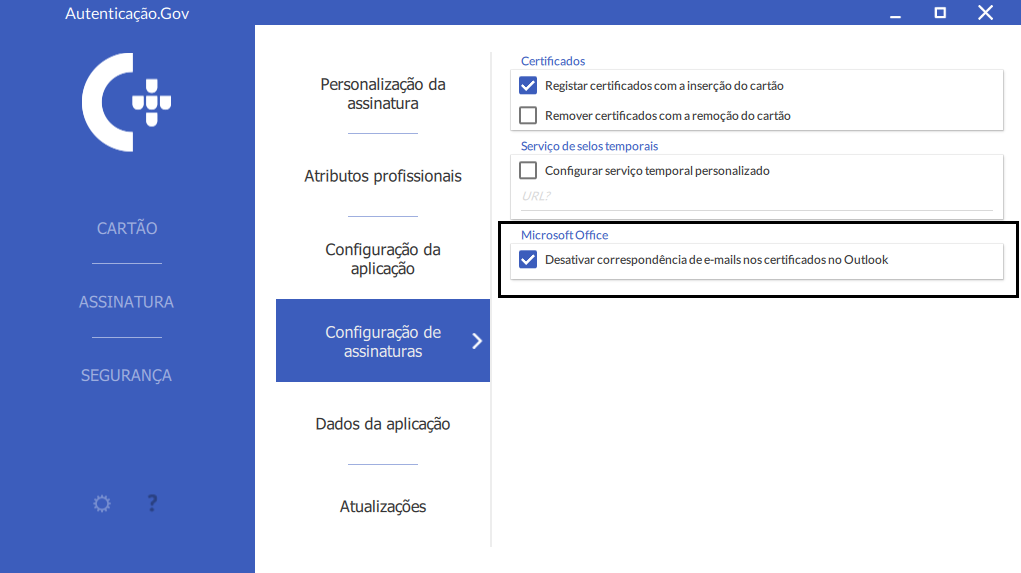 Autenticação.Gov
CARTÃO
ASSINATURA
SEGURANÇA
?
Personalização da
assinatura
Atributos profissionais
Configuração da
aplicação
Configuração de
assinaturas
Dados da aplicação
Atualizações
Certificados
Registar certificados com a inserção do cartão
Remover certificados com a remoção do cartão
Serviço de selos temporais
Configurar serviço temporal personalizado
URL?
Microsoft Office
Desativar correspondência de e-mails nos certificados no Outlook